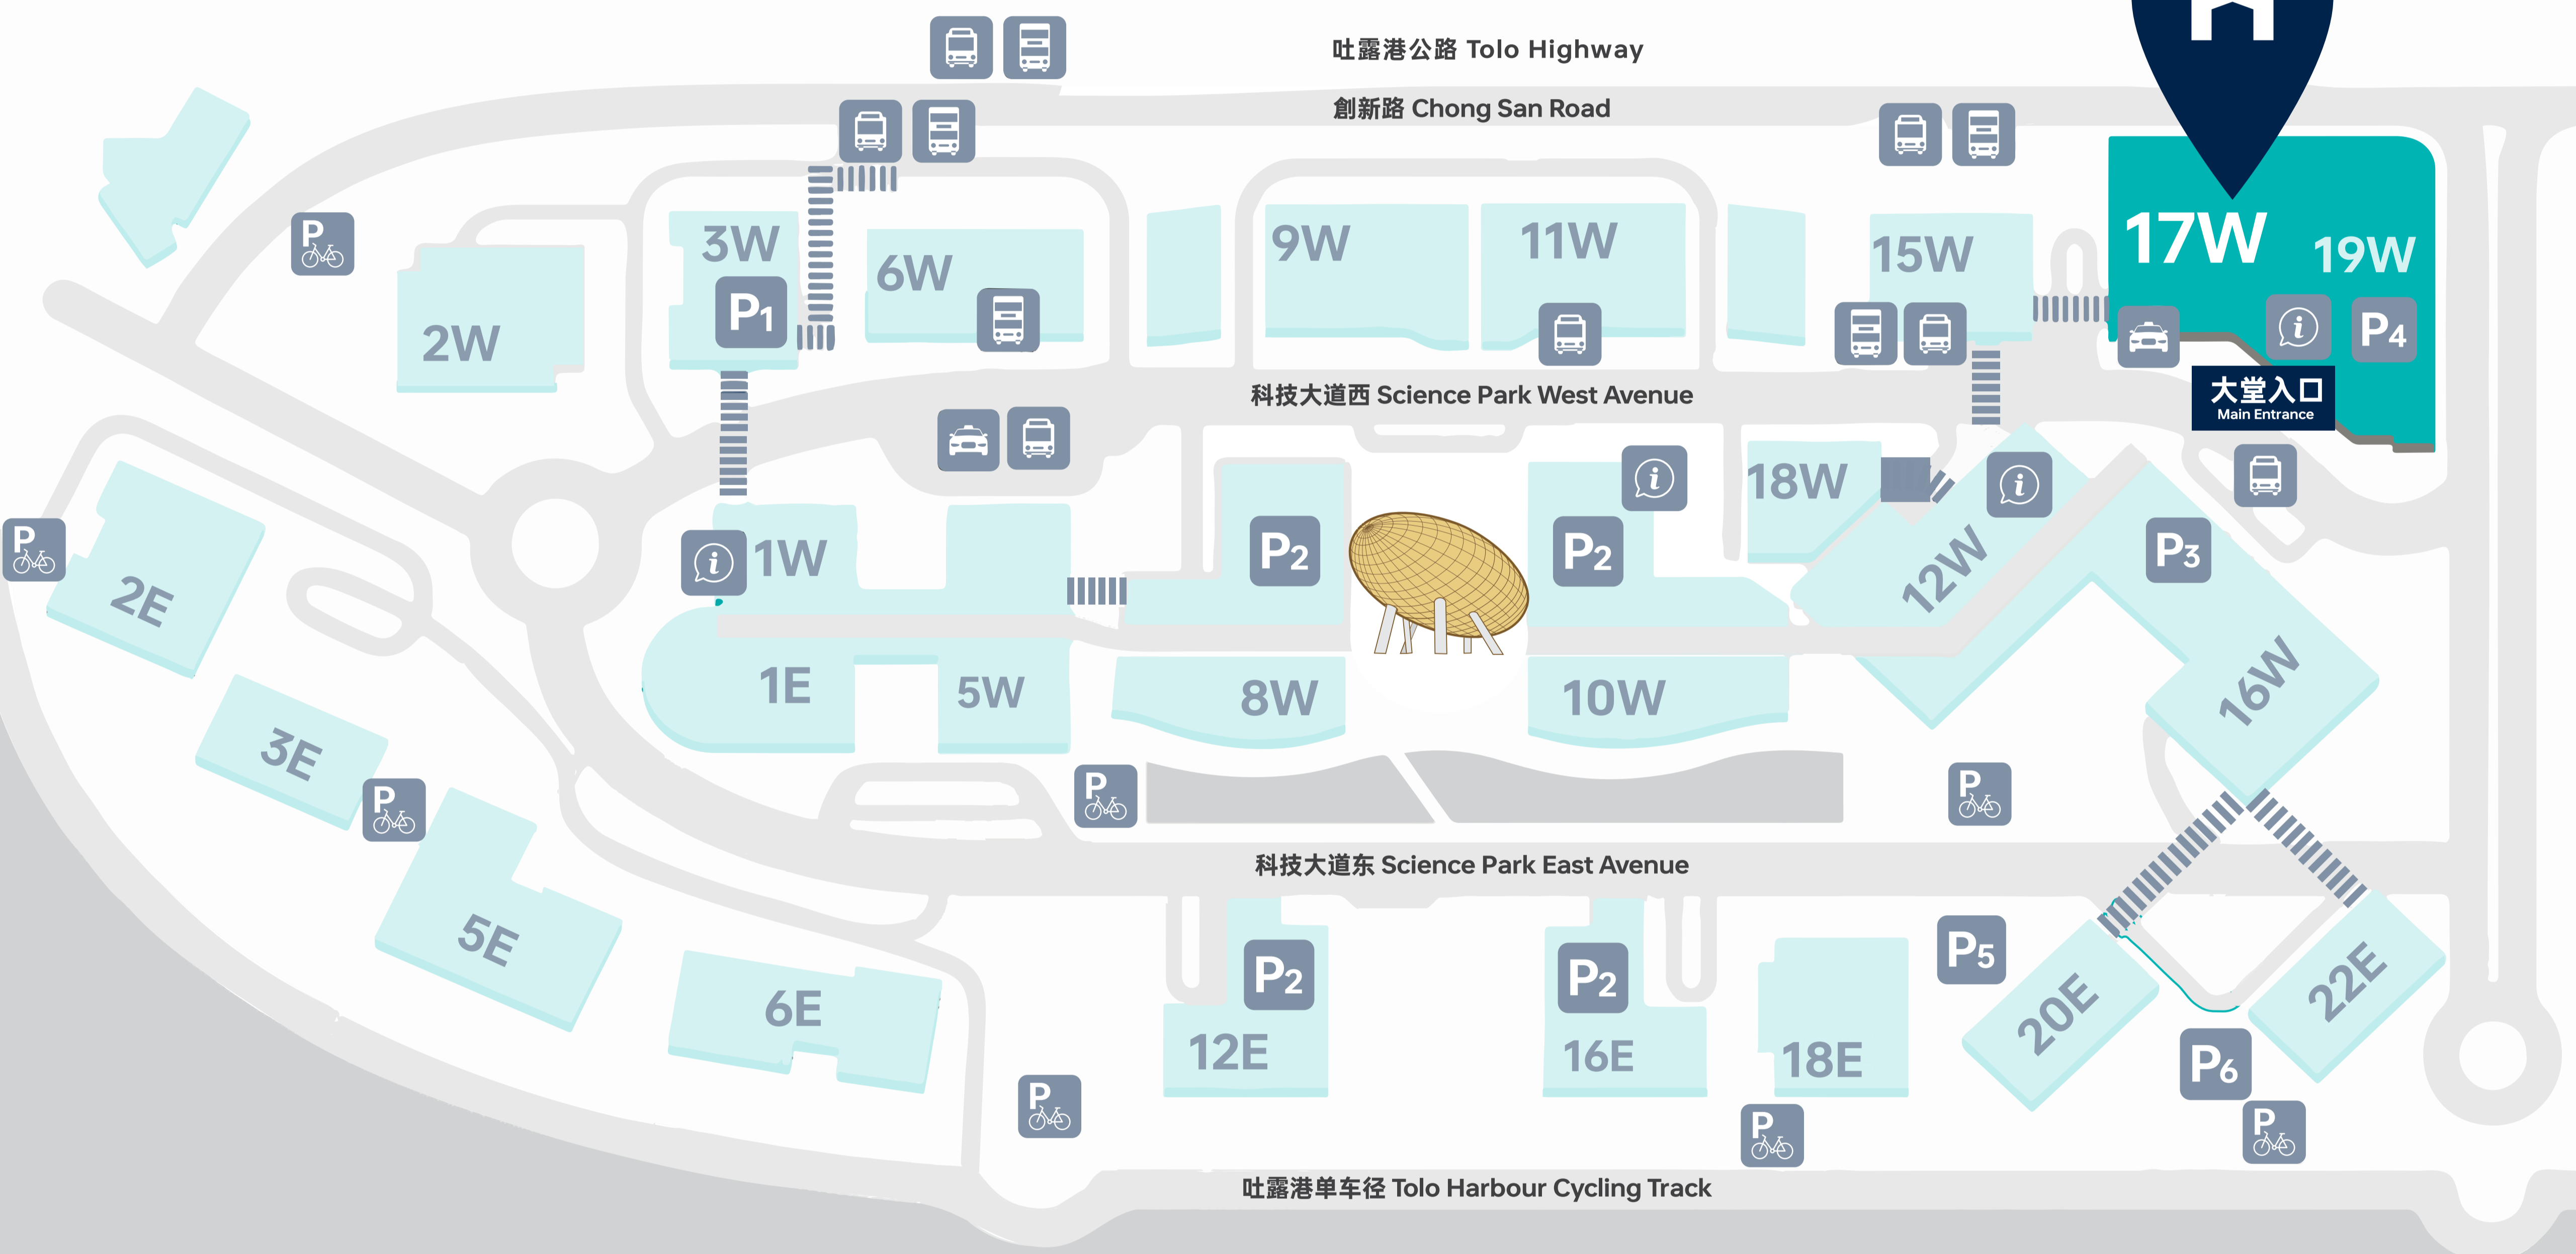 吐露港公路 Tolo Highway
創新路 Chong San Road
P
3W
P1
6W
9W
11W
15W
17W
19W
i
P4
2W
科技大道西 Science Park West Avenue
大堂入口
Main Entrance
P
2E
i
1W
P2
P2
i
18W
i
12W
P3
1E
5W
8W
10W
16W
3E
P
P
P
科技大道东 Science Park East Avenue
5E
6E
P2
12E
P2
16E
18E
P5
20E
22E
P6
P
P
P
吐露港单车径 Tolo Harbour Cycling Track